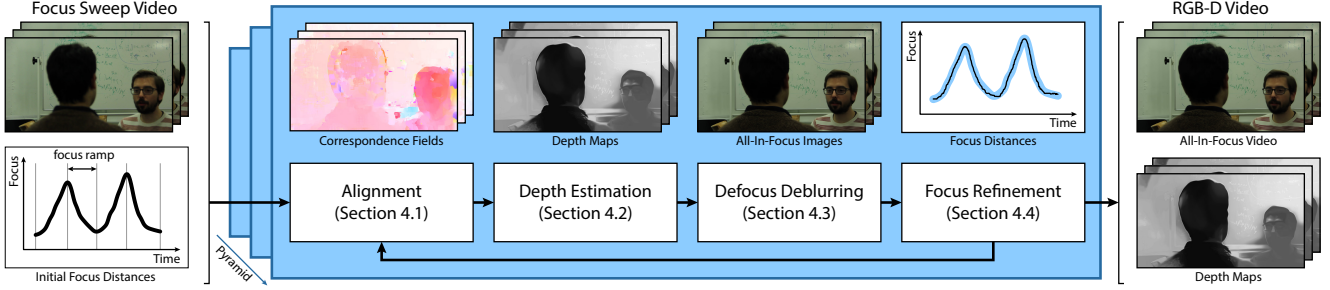 Focus Sweep Video
Focus
focus ramp
Time
Initial Focus Distances
Pyramid
Correspondence Fields
Depth Maps
All-In-Focus Images
Focus
Time
Focus Distances
Alignment
(Section 4.1)
Depth Estimation
(Section 4.2)
Defocus Deblurring
(Section 4.3)
Focus Refinement
(Section 4.4)
RGB-D Video
All-In-Focus Video
Depth Maps